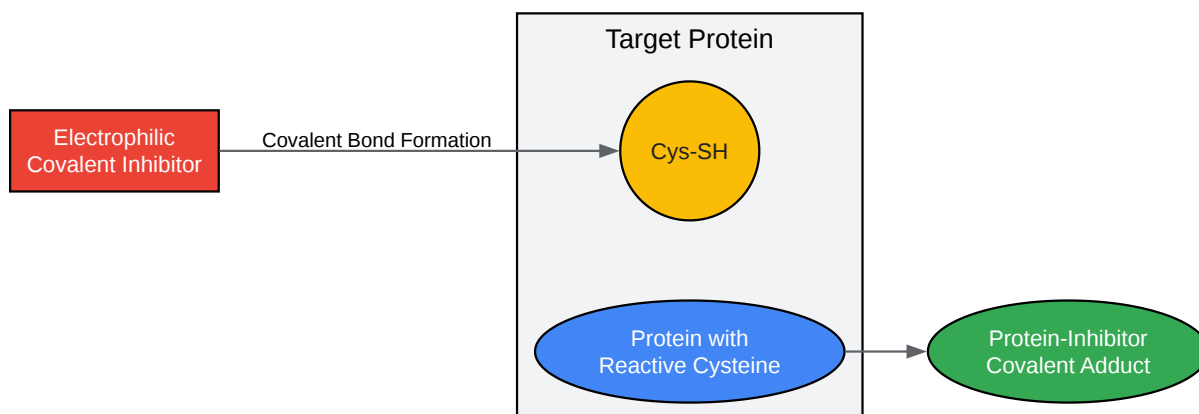 Target Protein
Electrophilic
Covalent Inhibitor
Covalent Bond Formation
Cys-SH
Protein with
Reactive Cysteine
Protein-Inhibitor
Covalent Adduct